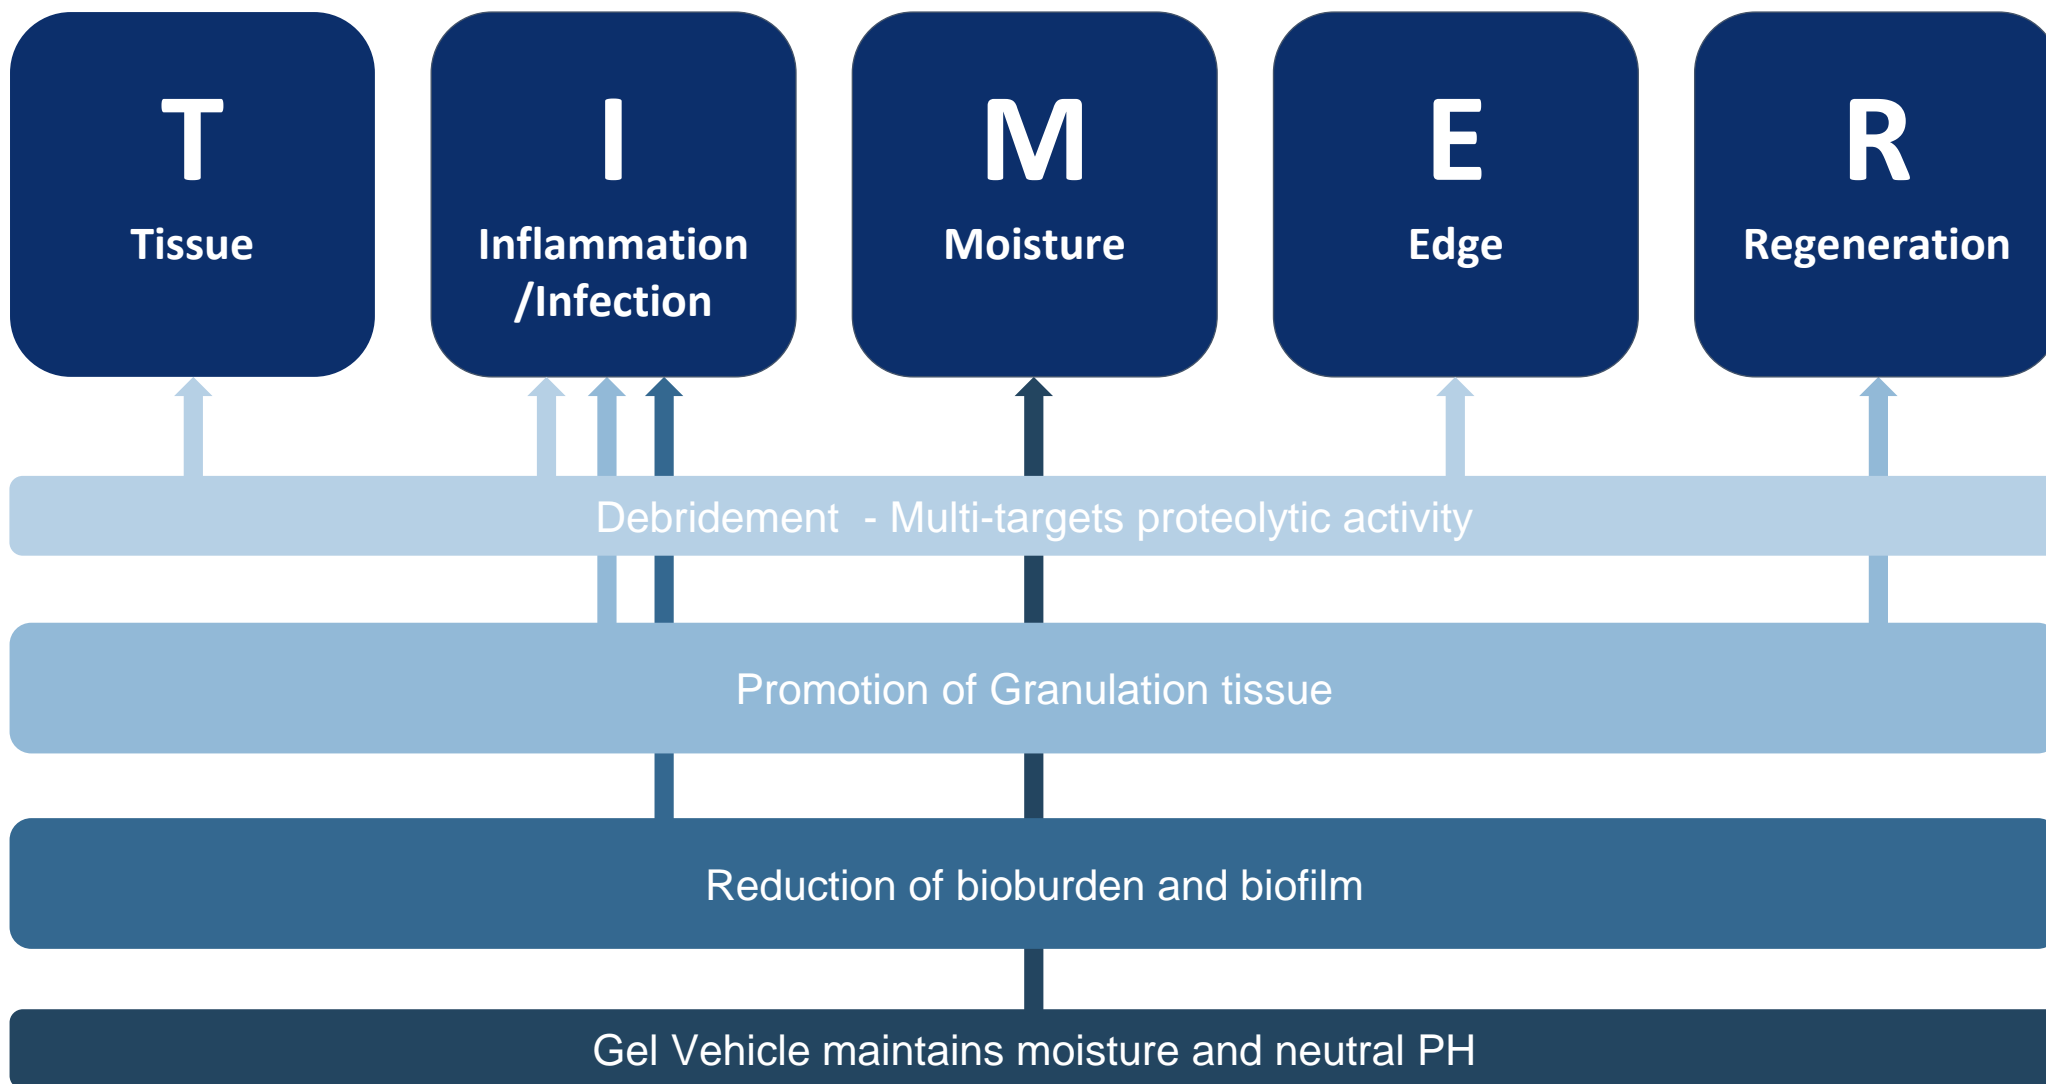 T
Tissue
I
Inflammation
/Infection
M
Moisture
E
Edge
R
Regeneration
Debridement  - Multi-targets proteolytic activity
Promotion of Granulation tissue
Reduction of bioburden and biofilm
Gel Vehicle maintains moisture and neutral PH